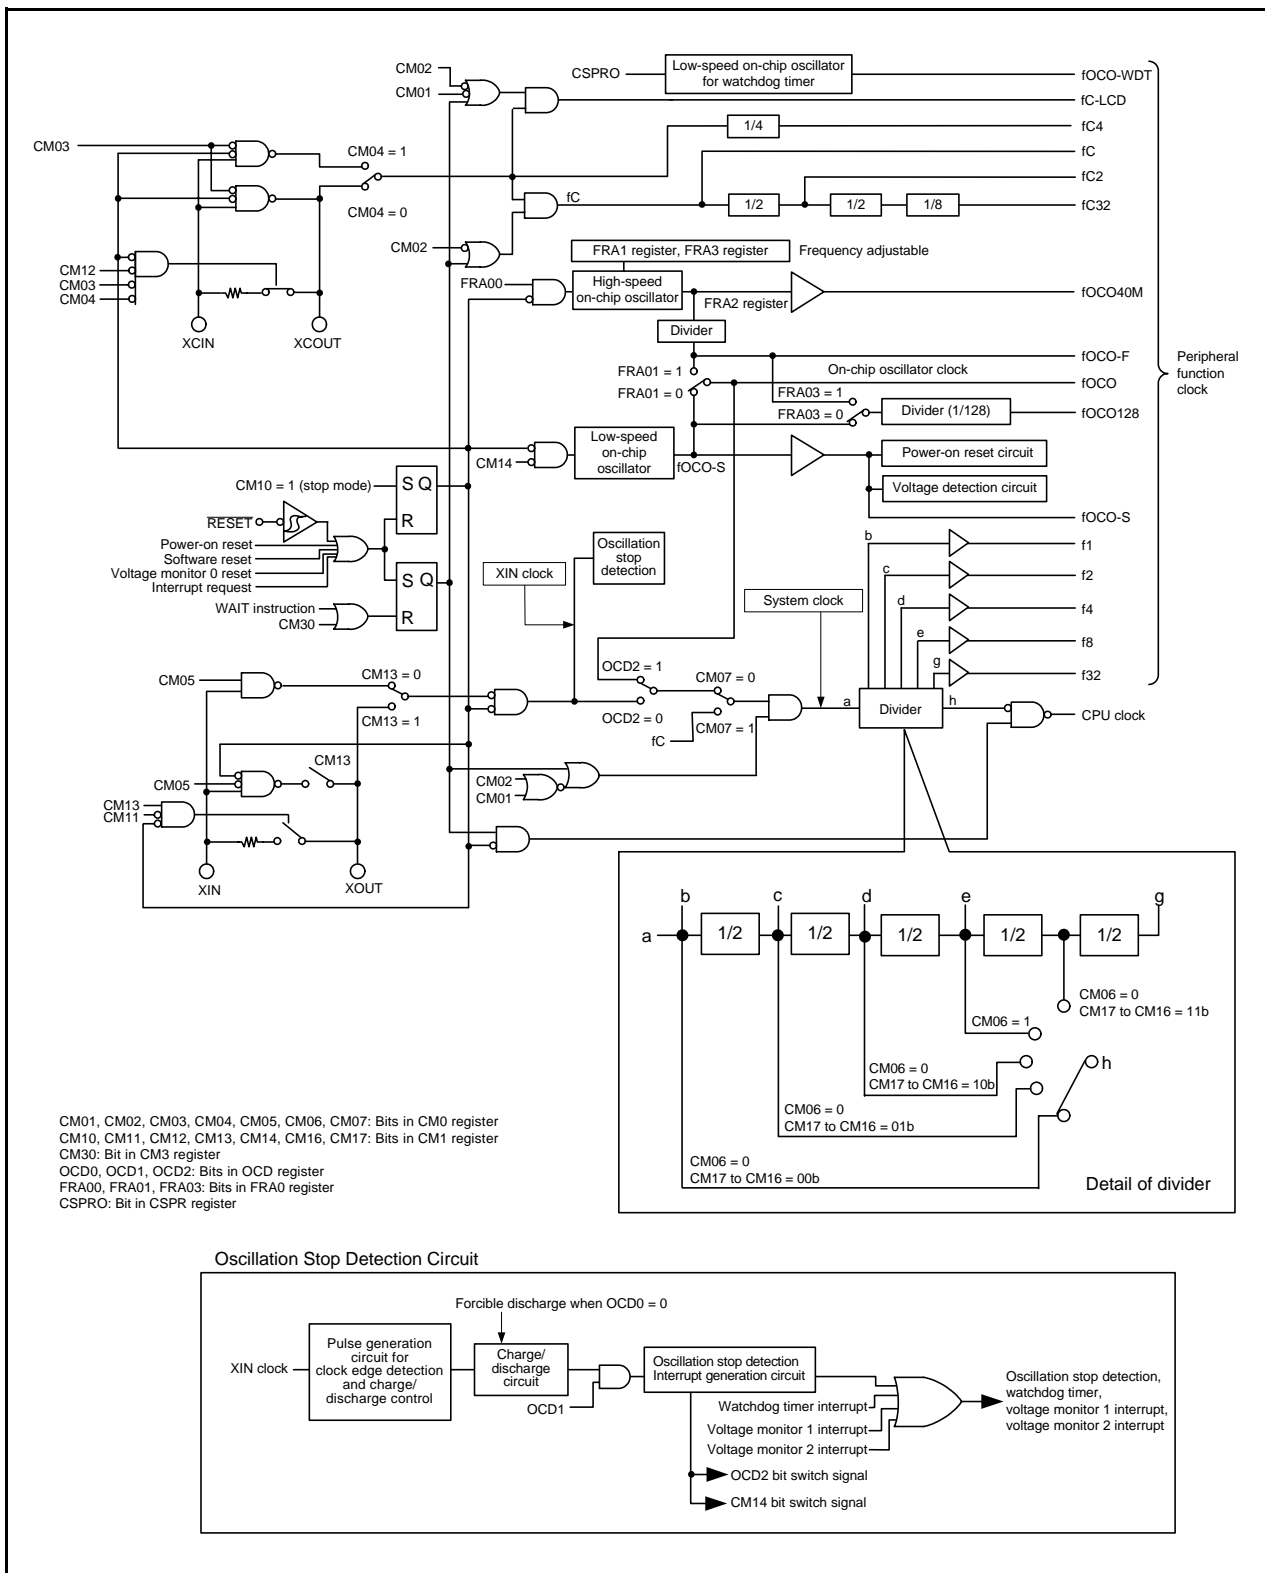 CM02
CM01
CSPRO
Low-speed on-chip oscillator
for watchdog timer
fOCO-WDT
fC-LCD
1/4
fC4
CM03
CM04 = 1
CM04 = 0
fC
fC
fC2
1/2
1/2
1/8
fC32
CM02
CM12
CM03
CM04
XCIN
XCOUT
FRA1 register, FRA3 register
Frequency adjustable
FRA00
High-speed
on-chip oscillator
FRA2 register
fOCO40M
Divider
fOCO-F
FRA01 = 1
FRA01 = 0
On-chip oscillator clock
fOCO
FRA03 = 1
FRA03 = 0
Divider (1/128)
fOCO128
Peripheral
function
clock
CM14
Low-speed
on-chip
oscillator
fOCO-S
Power-on reset circuit
Voltage detection circuit
fOCO-S
CM10 = 1 (stop mode)
S Q
R
RESET
Power-on reset
Software reset
Voltage monitor 0 reset
Interrupt request
S Q
R
WAIT instruction
CM30
Oscillation
stop
detection
XIN clock
System clock
b
f1
c
f2
d
f4
e
f8
g
f32
CM05
CM13 = 0
CM13 = 1
OCD2 = 1
OCD2 = 0
CM07 = 0
CM07 = 1
fC
a
Divider
h
CPU clock
CM13
CM05
CM02
CM01
CM13
CM11
XIN
XOUT
b
c
d
e
g
a
1/2
1/2
1/2
1/2
1/2
CM06 = 0
CM17 to CM16 = 11b
CM06 = 1
h
CM06 = 0
CM17 to CM16 = 10b
CM06 = 0
CM17 to CM16 = 01b
CM06 = 0
CM17 to CM16 = 00b
Detail of divider
CM01, CM02, CM03, CM04, CM05, CM06, CM07: Bits in CM0 register
CM10, CM11, CM12, CM13, CM14, CM16, CM17: Bits in CM1 register
CM30: Bit in CM3 register
OCD0, OCD1, OCD2: Bits in OCD register
FRA00, FRA01, FRA03: Bits in FRA0 register
CSPRO: Bit in CSPR register
Oscillation Stop Detection Circuit
Forcible discharge when OCD0 = 0
XIN clock
Pulse generation
circuit for
clock edge detection
and charge/
discharge control
Charge/
discharge
circuit
OCD1
Oscillation stop detection
Interrupt generation circuit
Watchdog timer interrupt
Voltage monitor 1 interrupt
Voltage monitor 2 interrupt
Oscillation stop detection,
watchdog timer,
voltage monitor 1 interrupt,
voltage monitor 2 interrupt
OCD2 bit switch signal
CM14 bit switch signal